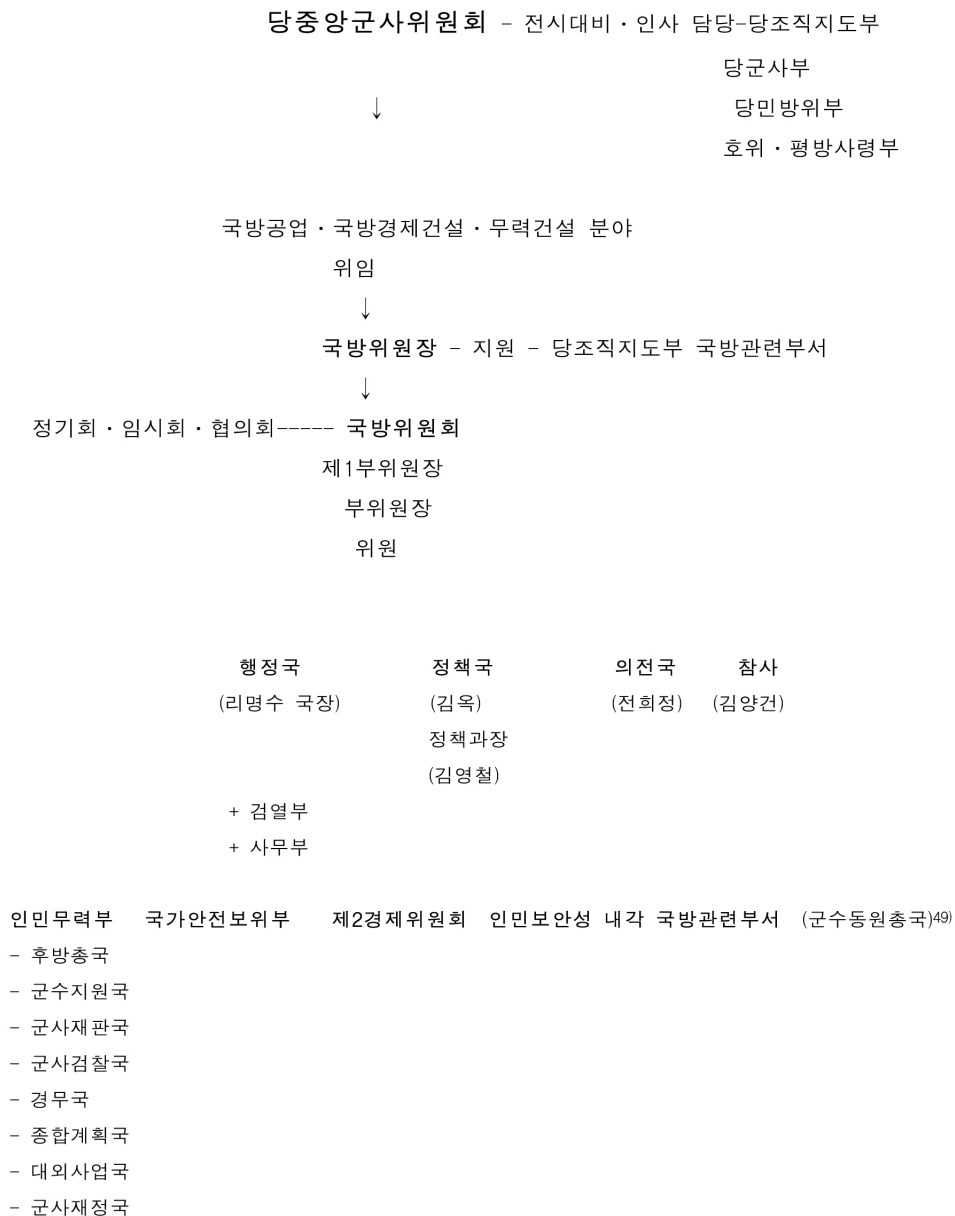 당중앙군사위원회 - 전시대비·인사 담당-당조직지도부
당군사부
↓ 당민방위부
호위·평방사령부
국방공업·국방경제건설·무력건설 분야
위임
↓
국방위원장 - 지원 - 당조직지도부 국방관련부서
↓
정기회·임시회·협의회----- 국방위원회
제1부위원장
부위원장
위원
행정국 정책국 의전국 참사
(리명수 국장) (김옥) (전희정) (김양건)
정책과장
(김영철)
+ 검열부
+ 사무부
인민무력부 국가안전보위부 제2경제위원회 인민보안성 내각 국방관련부서 (군수동원총국)49)
- 후방총국
- 군수지원국
- 군사재판국
- 군사검찰국
- 경무국
- 종합계획국
- 대외사업국
- 군사재정국